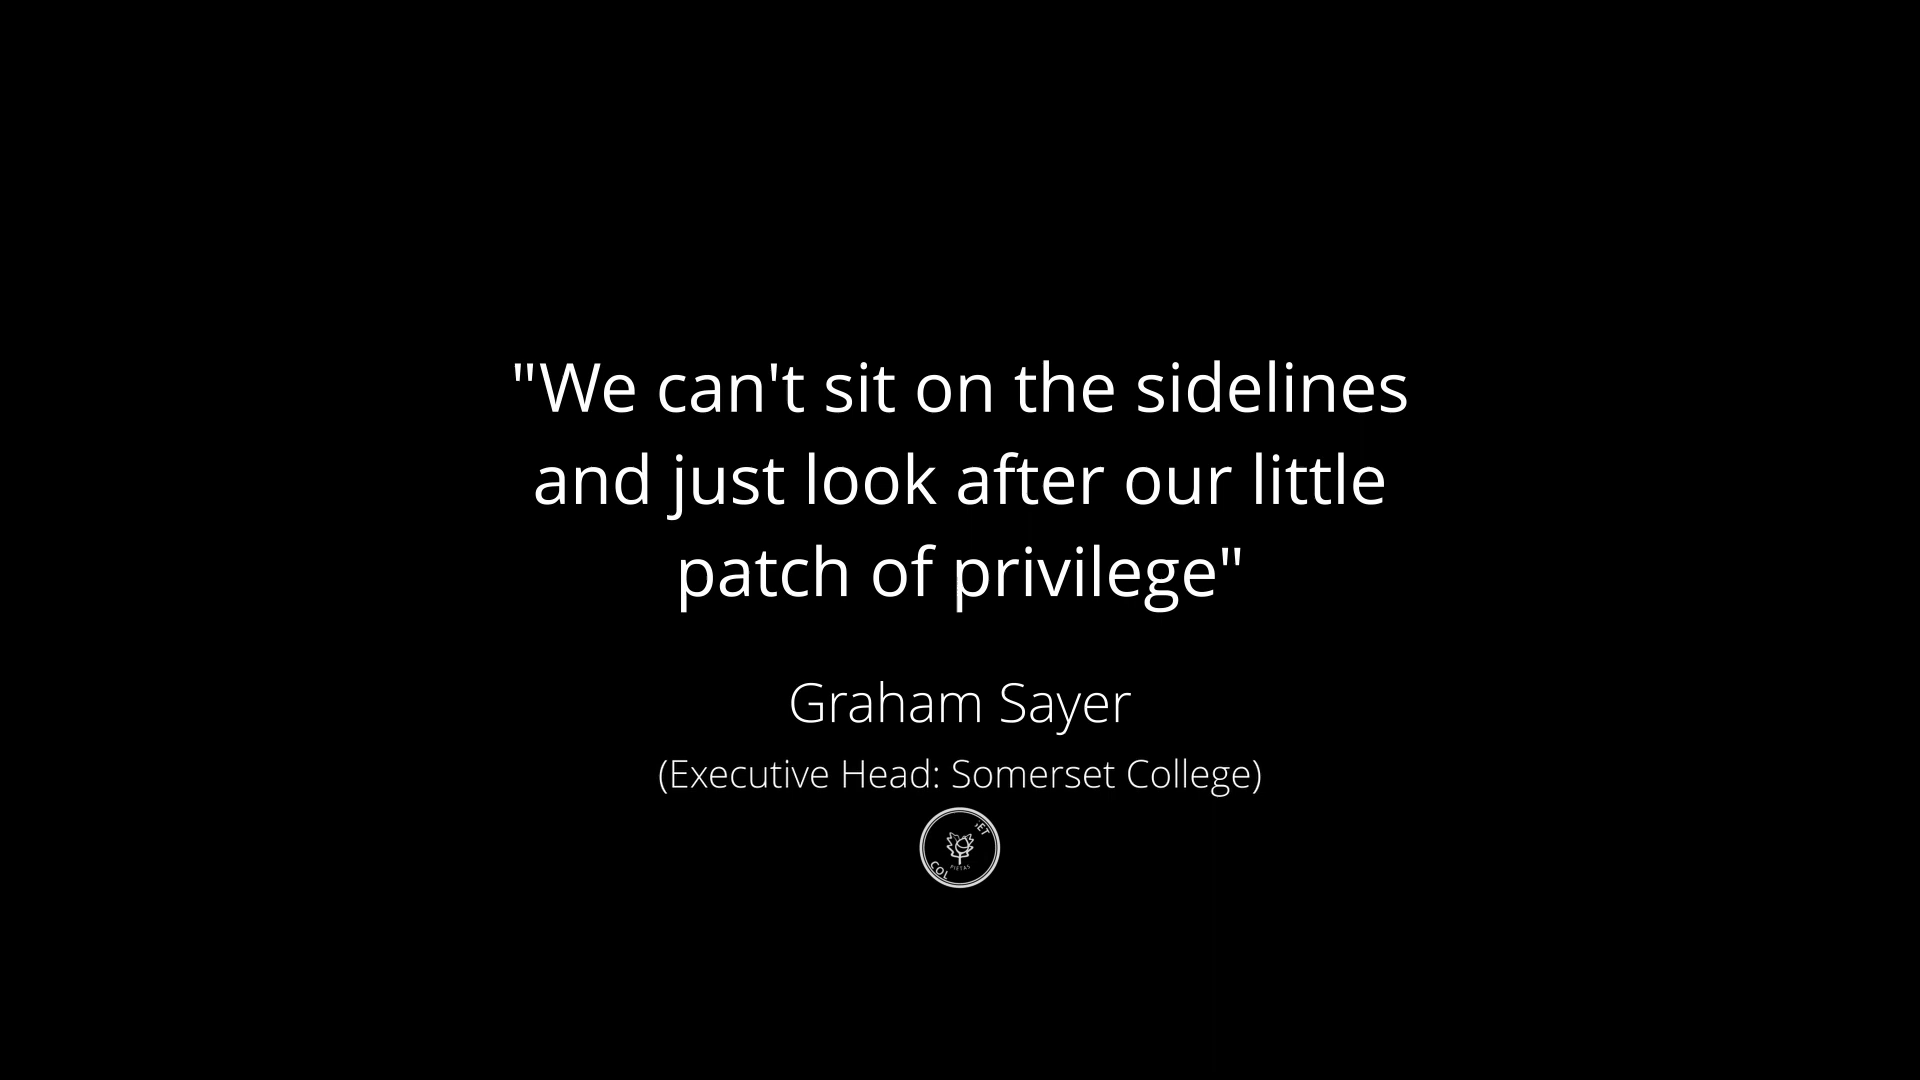 "We can't sit on the sidelines
and just look after our little
patch of privilege"
Graham Sayer
(Executive Head: Somerset College)
PIETAS